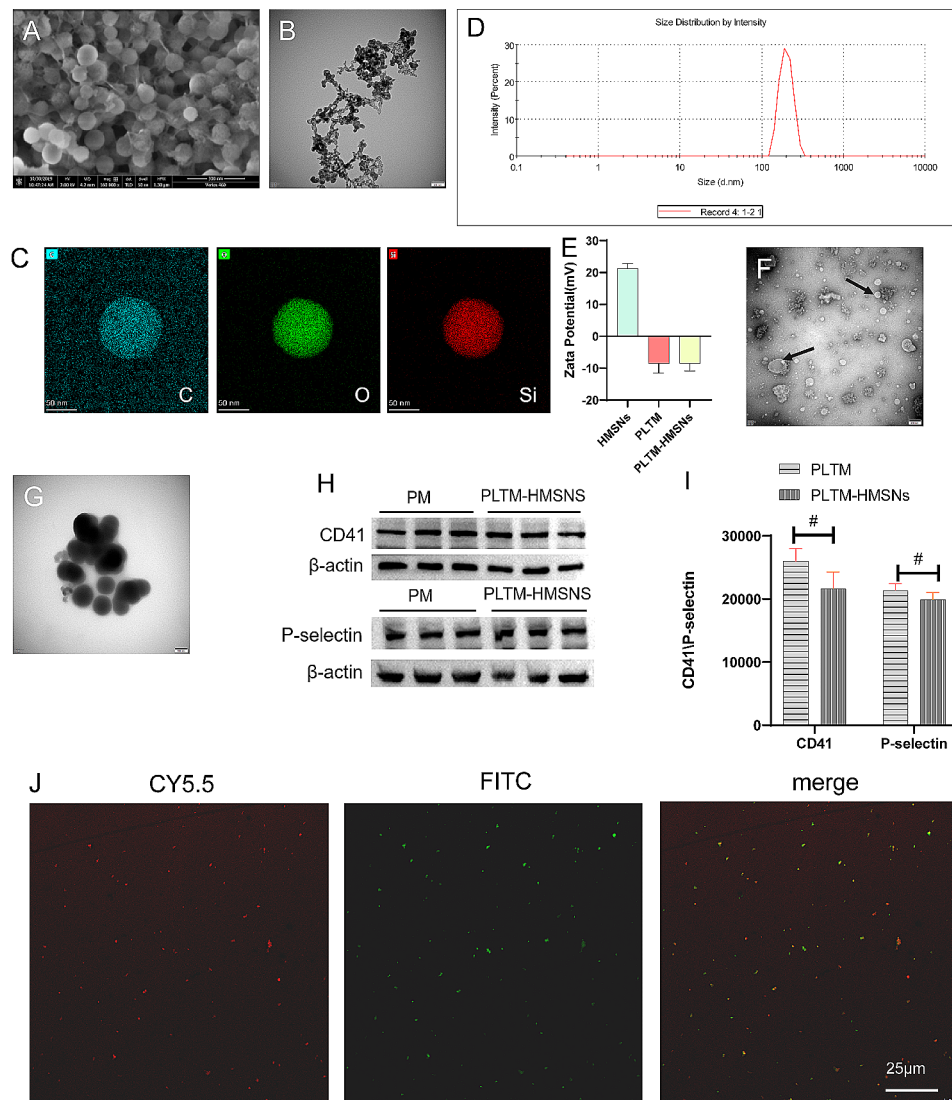 A
B
D
Size Distribution by Intensity
Intensity (Percent)
30
20
10
0
0.1
1
10
100
1000
10000
Size (d.nm)
Record 4: 1-2 1
C
50 nm
C
50 nm
O
50 nm
Si
E
Zata Potential(mV)
30
20
10
0
-10
-20
HMSNs
PLTM
PLTM-HMSNs
F
G
H
PM
PLTM-HMSNS
CD41
β-actin
PM
PLTM-HMSNS
P-selectin
β-actin
I
PLTM
PLTM-HMSNs
CD41\P-selectin
30000
20000
10000
0
#
#
CD41
P-selectin
J
CY5.5
FITC
merge
25μm